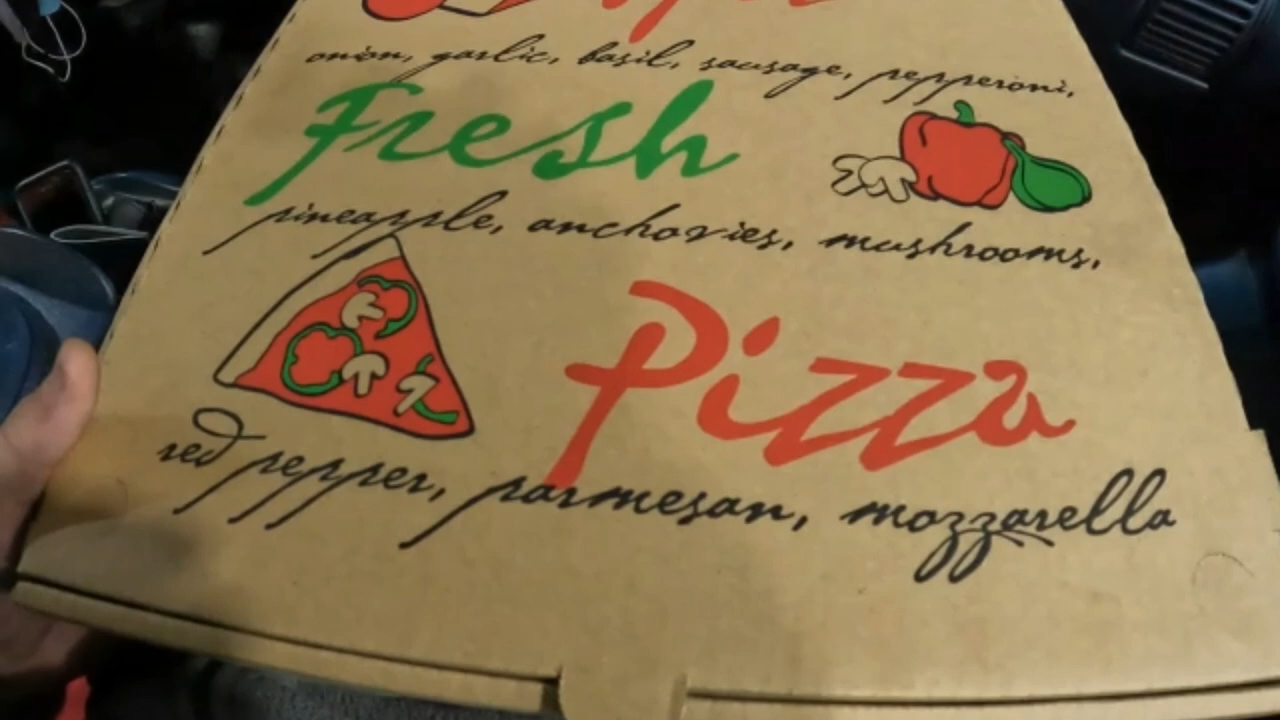 onion, garlic, basil, sausage, pepperoni,
Fresh
pineapple, anchovies, mushrooms,
Pizza
red pepper, parmesan, mozzarella